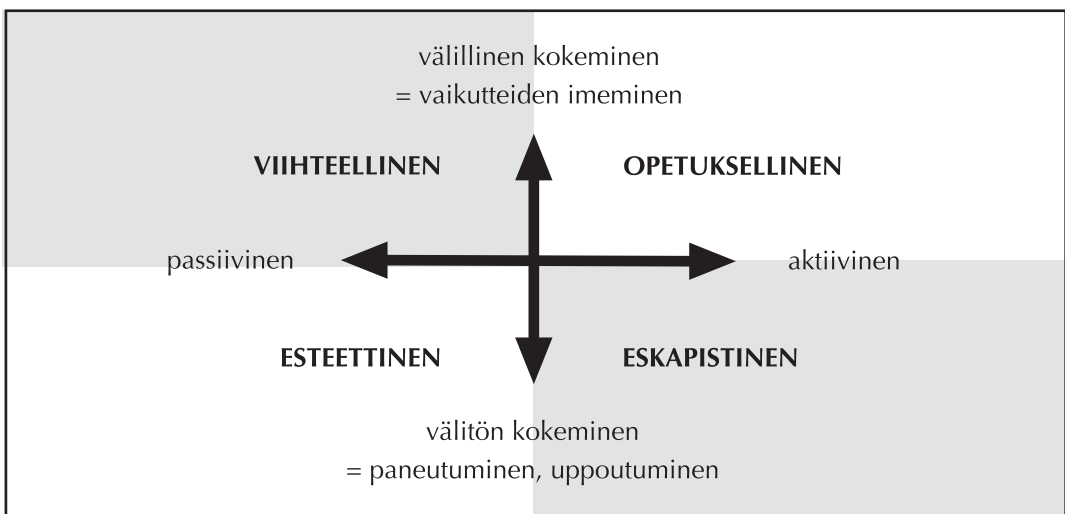 välillinen kokeminen
= vaikutteiden imeminen
VIIHTEELLINEN
OPETUKSELLINEN
passiivinen
aktiivinen
ESTEETTINEN
ESKAPISTINEN
välitön kokeminen
= paneutuminen, uppoutuminen